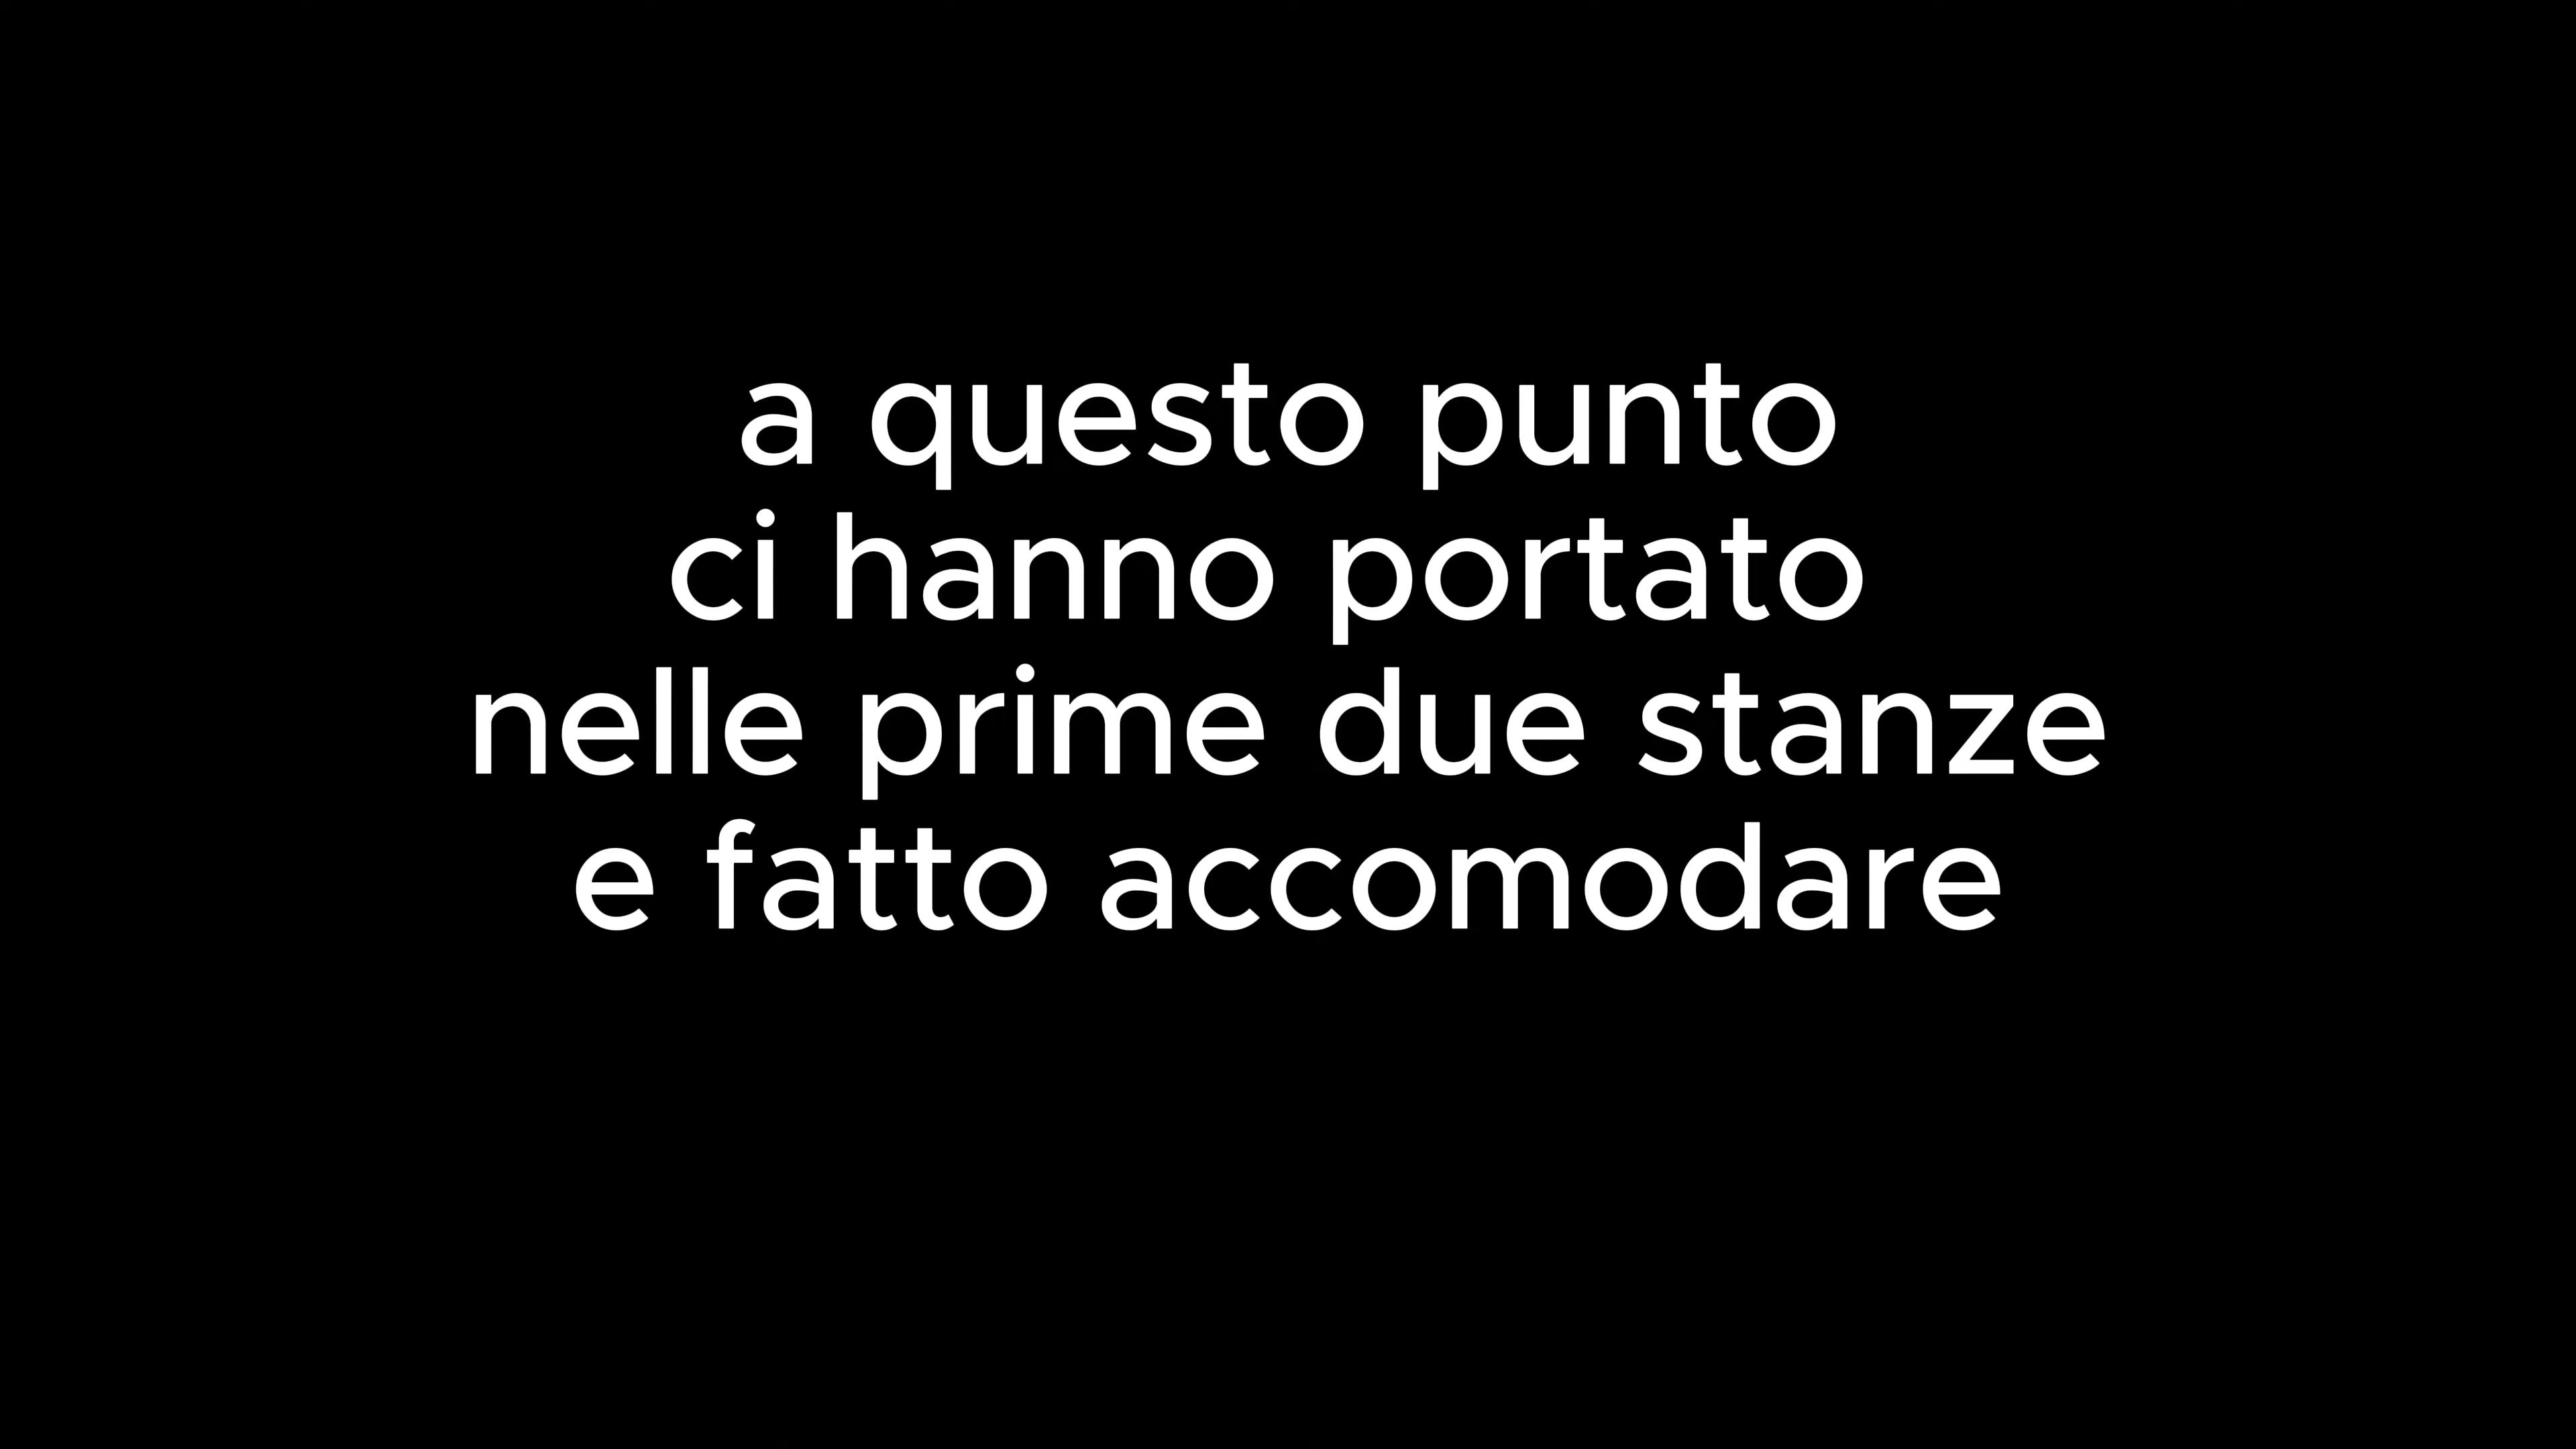 a questo punto
ci hanno portato
nelle prime due stanze
e fatto accomodare